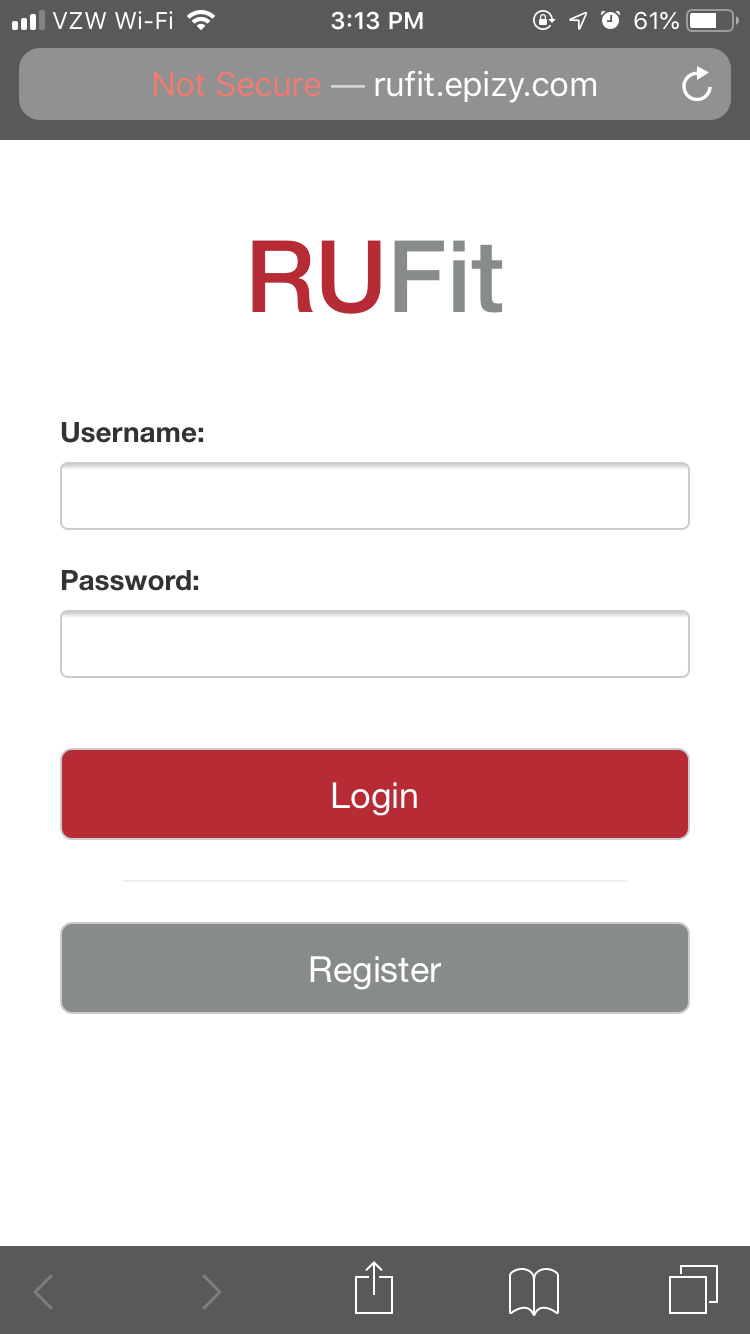 VZW Wi-Fi 3:13 PM 61%
Not Secure — rufit.epizy.com
RUFit
Username:
Password:
Login
Register